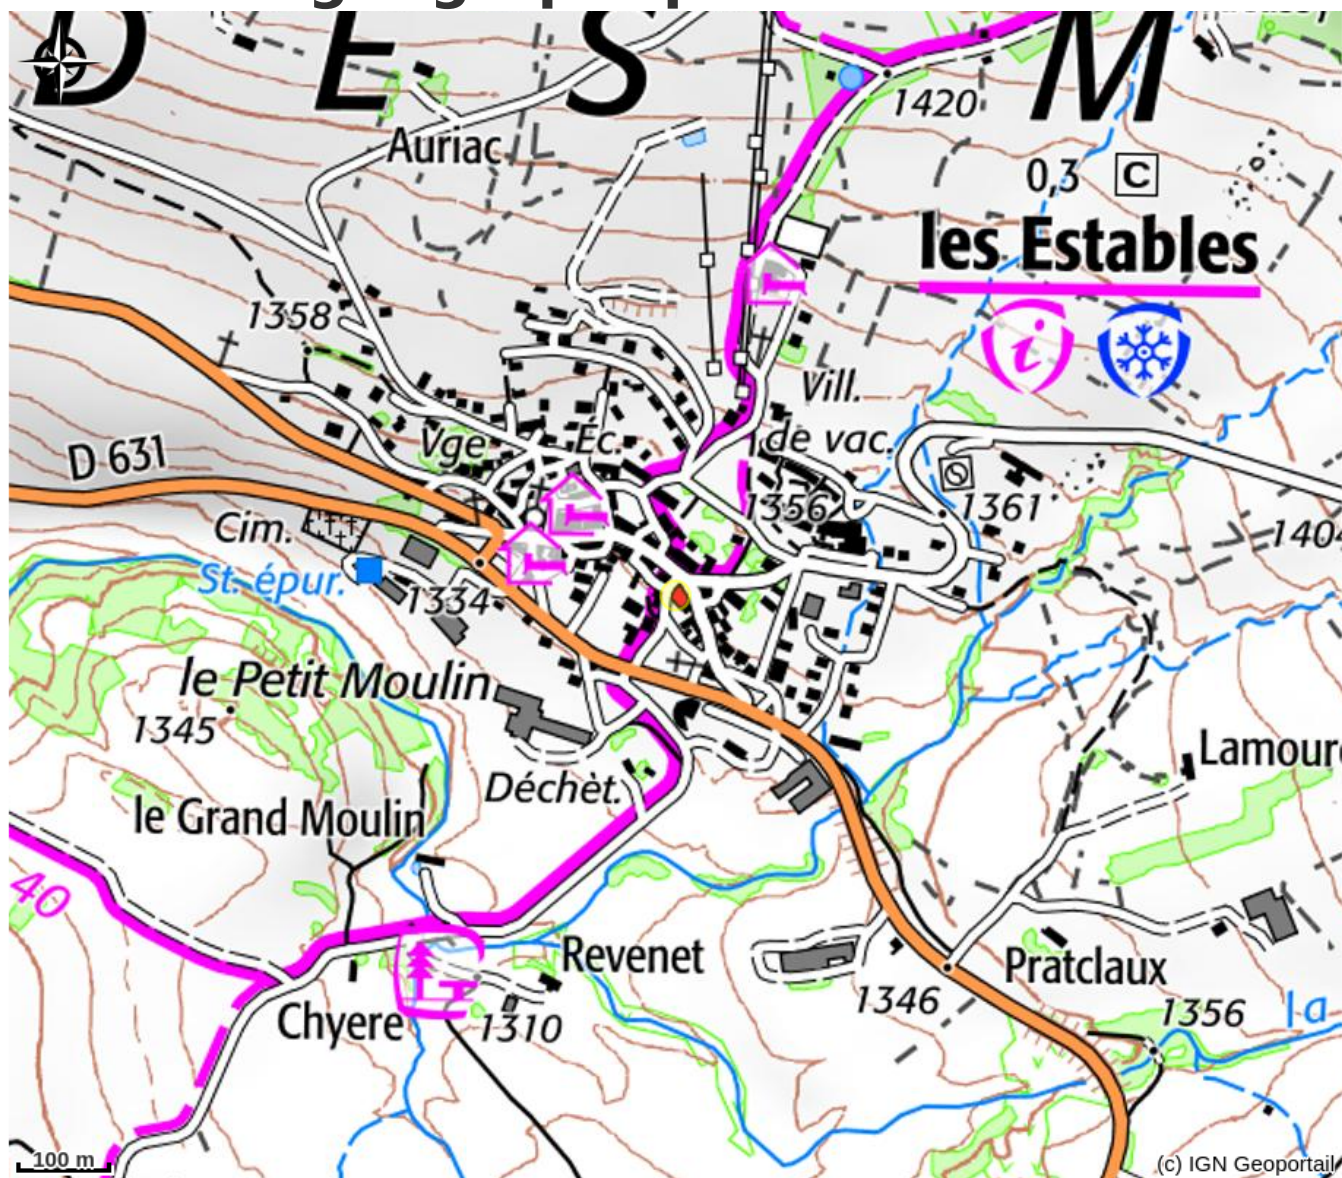 D E S M
1420
Auriac
0,3 C
les Estables
i
1358
Vill.
de vac.
Vge
Éc.
D 631
1356
1361
Cim.
1404
St. épur.
1334
le Petit Moulin
1345
Lamour
Déchèt.
le Grand Moulin
40
Revenet
Pratclaux
1346
Chyere
1310
1356
la
100 m
(c) IGN Geoportail